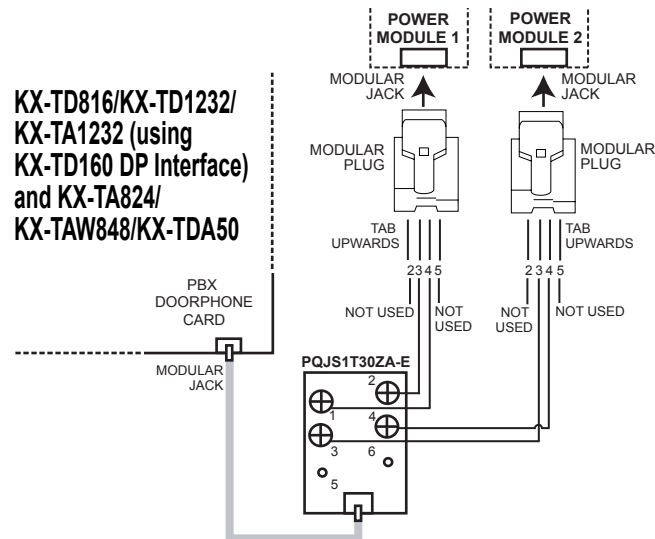 POWER
MODULE 1
POWER
MODULE 2
MODULAR
JACK
MODULAR
JACK
KX-TD816/KX-TD1232/
KX-TA1232 (using
KX-TD160 DP Interface)
and KX-TA824/
KX-TAW848/KX-TDA50
MODULAR
PLUG
MODULAR
PLUG
TAB
UPWARDS
TAB
UPWARDS
2 3 4 5
2 3 4 5
NOT USED
NOT
USED
NOT
USED
NOT USED
PBX
DOORPHONE
CARD
MODULAR
JACK
PQJS1T30ZA-E
2
1
4
3
6
5